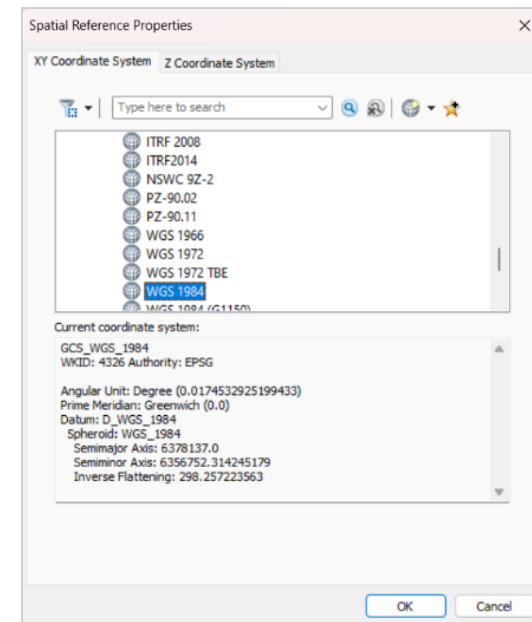 Spatial Reference Properties
XY Coordinate System Z Coordinate System
Type here to search
ITRF 2008
ITRF2014
NSWC 9Z-2
PZ-90.02
PZ-90.11
WGS 1966
WGS 1972
WGS 1972 TBE
WGS 1984
WGS 1984 (G1150)
Current coordinate system:
GCS_WGS_1984
WKID: 4326 Authority: EPSG
Angular Unit: Degree (0.0174532925199433)
Prime Meridian: Greenwich (0.0)
Datum: D_WGS_1984
Spheroid: WGS_1984
Semimajor Axis: 6378137.0
Semiminor Axis: 6356752.314245179
Inverse Flattening: 298.257223563
OK Cancel